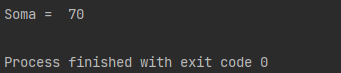 Soma =  70
Process finished with exit code 0